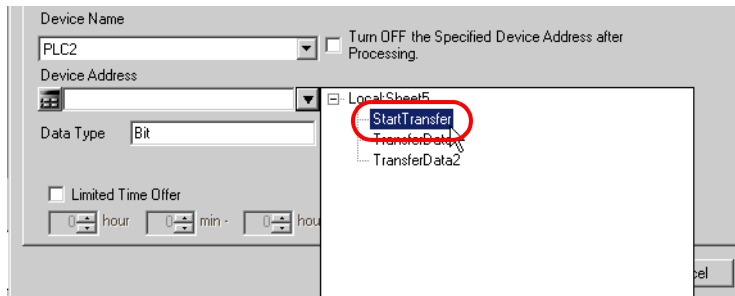 Device Name
PLC2
Turn OFF the Specified Device Address after
Processing.
Device Address
Local:Sheet5
StartTransfer
TransferData
TransferData2
Data Type Bit
Limited Time Offer
0 hour 0 min - 0 hou
cel